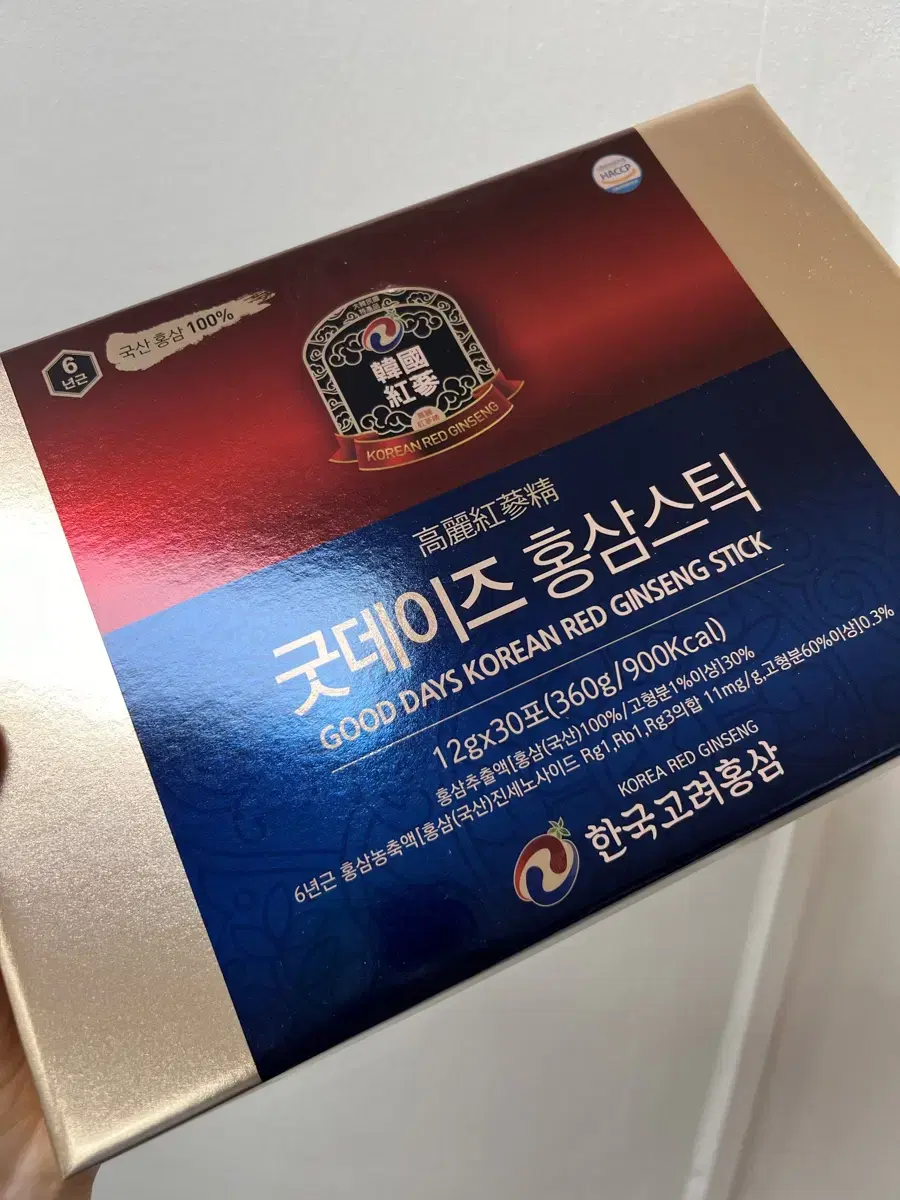 HACCP
6
년근
국산 홍삼 100%
韓國
紅蔘
KOREAN RED GINSENG
高麗紅蔘精
굿데이즈 홍삼스틱
GOOD DAYS KOREAN RED GINSENG STICK
12gx30포(360g/900Kcal)
홍삼추출액[홍삼(국산)100%/고형분1%이상]30%
6년근 홍삼농축액[홍삼(국산)진세노사이드 Rg1,Rb1,Rg3의합 11mg/g,고형분60%이상]0.3%
KOREA RED GINSENG
한국고려홍삼